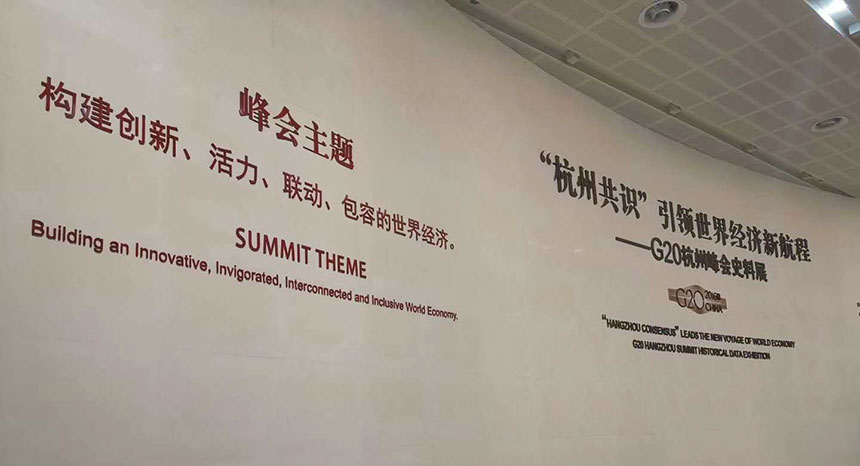 峰会主题
构建创新、活力、联动、包容的世界经济。
SUMMIT THEME
Building an Innovative, Invigorated, Interconnected and Inclusive World Economy.
“杭州共识”引领世界经济新航程
——G20杭州峰会史料展
G20 2016 CHINA
“HANGZHOU CONSENSUS” LEADS THE NEW VOYAGE OF WORLD ECONOMY
G20 HANGZHOU SUMMIT HISTORICAL DATA EXHIBITION